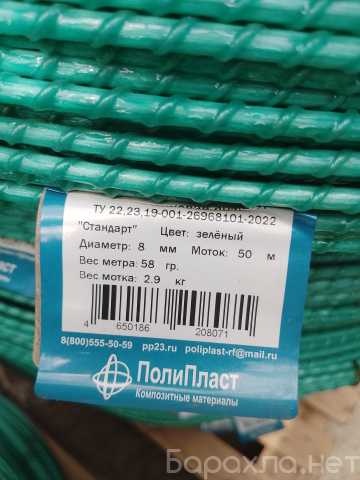 ТУ 22.23.19-001-26968101-2022
"Стандарт" Цвет: зелёный
Диаметр: 8 мм Моток: 50 м
Вес метра: 58 гр.
Вес мотка: 2.9 кг
4 650186 208071
8(800)555-50-59 pp23.ru poliplast-rf@mail.ru
ПолиПласт
Композитные материалы
Барахла.нет